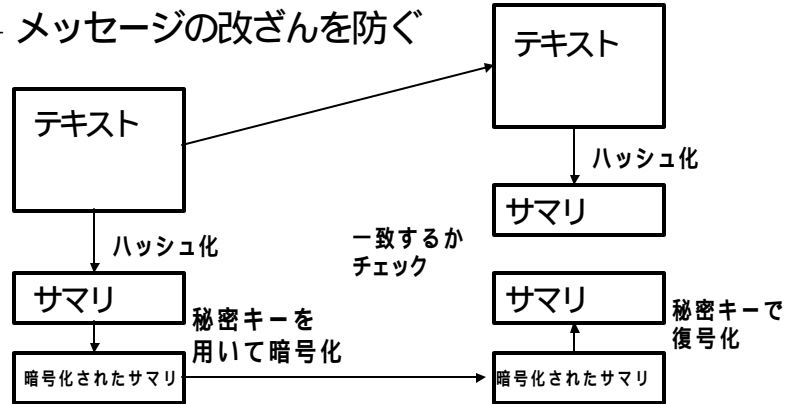 メッセージの改ざんを防ぐ
テキスト
テキスト
ハッシュ化
サマリ
ハッシュ化
一致するか
チェック
サマリ
サマリ
秘密キーを
用いて暗号化
秘密キーで
復号化
暗号化されたサマリ
暗号化されたサマリ